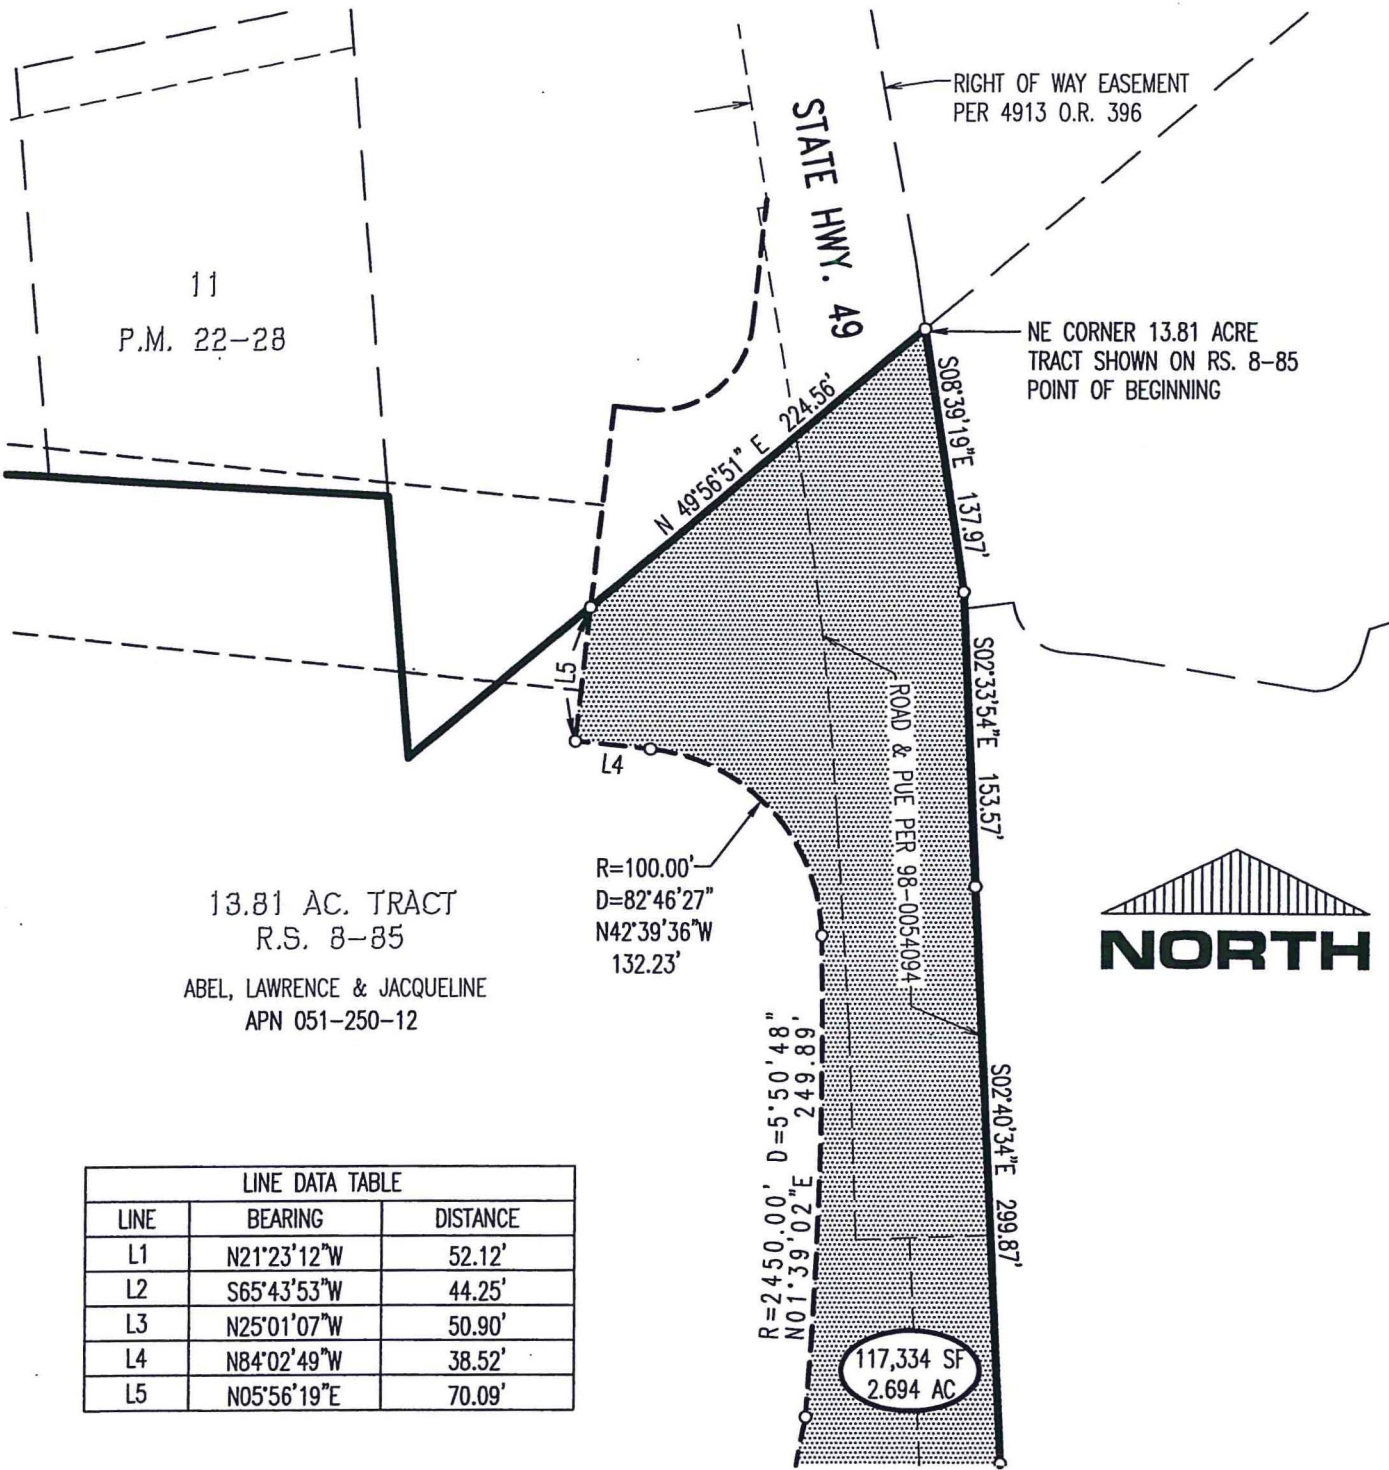 RIGHT OF WAY EASEMENT
PER 4913 O.R. 396
STATE HWY. 49
11
P.M. 22-28
NE CORNER 13.81 ACRE
TRACT SHOWN ON RS. 8-85
POINT OF BEGINNING
N 49°56'51" E 224.56'
S08°39'19"E 137.97'
L5
L4
S02°33'54"E 153.57'
ROAD & PUE PER 98-0054094
R=100.00'
D=82°46'27"
N42°39'36"W
132.23'
13.81 AC. TRACT
R.S. 8-85
ABEL, LAWRENCE & JACQUELINE
APN 051-250-12
NORTH
R=2450.00' D=5°50'48"
N01°39'02"E 249.89'
S02°40'34"E 299.87'
117,334 SF
2.694 AC
LINE DATA TABLE
LINE BEARING DISTANCE
L1 N21°23'12"W 52.12'
L2 S65°43'53"W 44.25'
L3 N25°01'07"W 50.90'
L4 N84°02'49"W 38.52'
L5 N05°56'19"E 70.09'